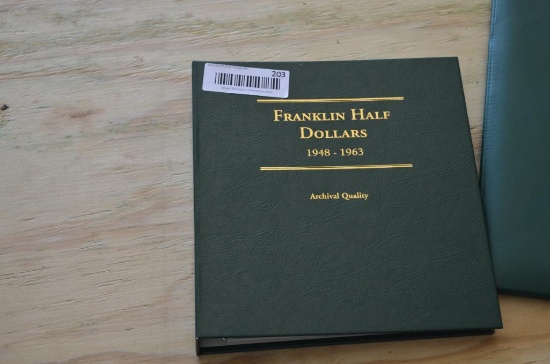 203
FRANKLIN HALF
DOLLARS
1948 - 1963
Archival Quality